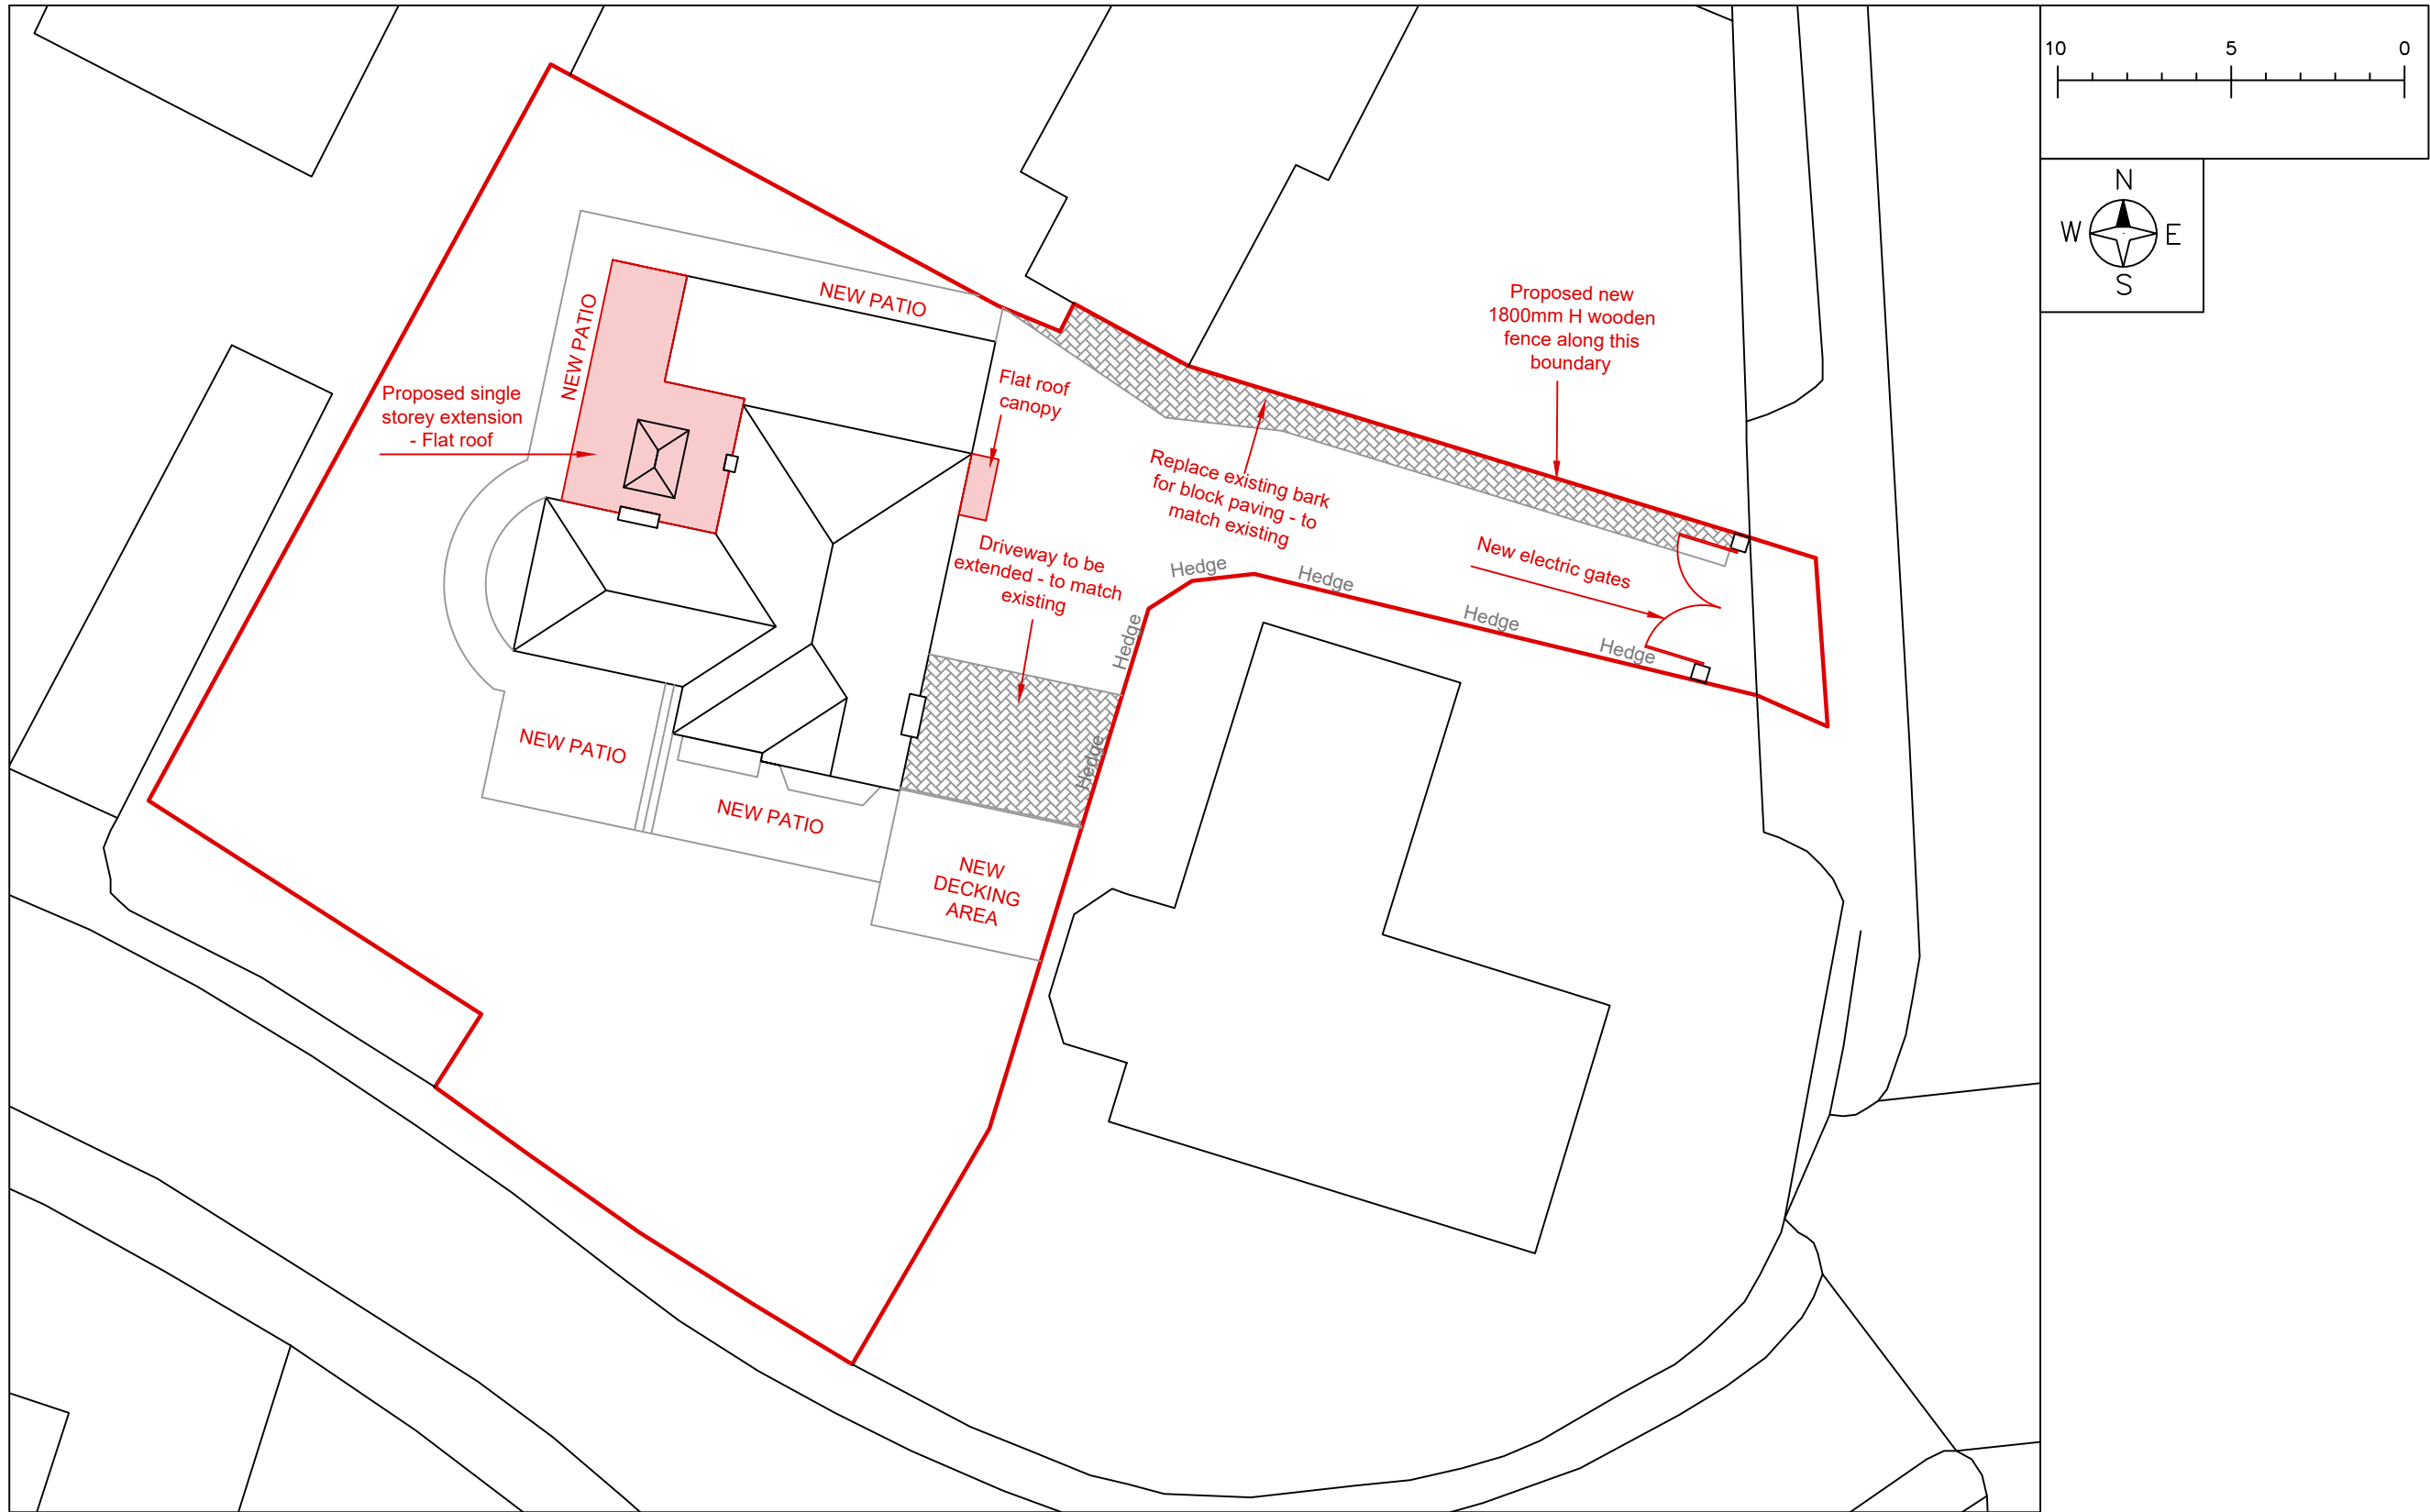 10 5 0
N
W E
S
NEW PATIO
NEW PATIO
Proposed single
storey extension
- Flat roof
Flat roof
canopy
Proposed new
1800mm H wooden
fence along this
boundary
Replace existing bark
for block paving - to
match existing
New electric gates
Driveway to be
extended - to match
existing
Hedge
Hedge
Hedge
Hedge
Hedge
Hedge
NEW PATIO
NEW PATIO
NEW
DECKING
AREA